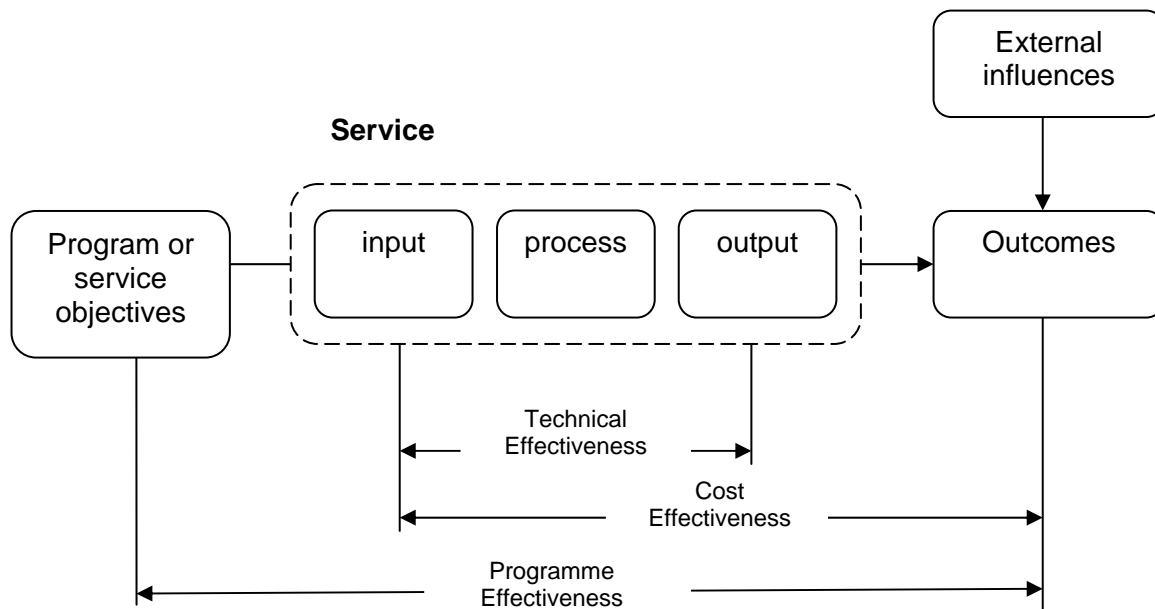 External
influences
Service
Program or
service
objectives
input
process
output
Outcomes
Technical
Effectiveness
Cost
Effectiveness
Programme
Effectiveness